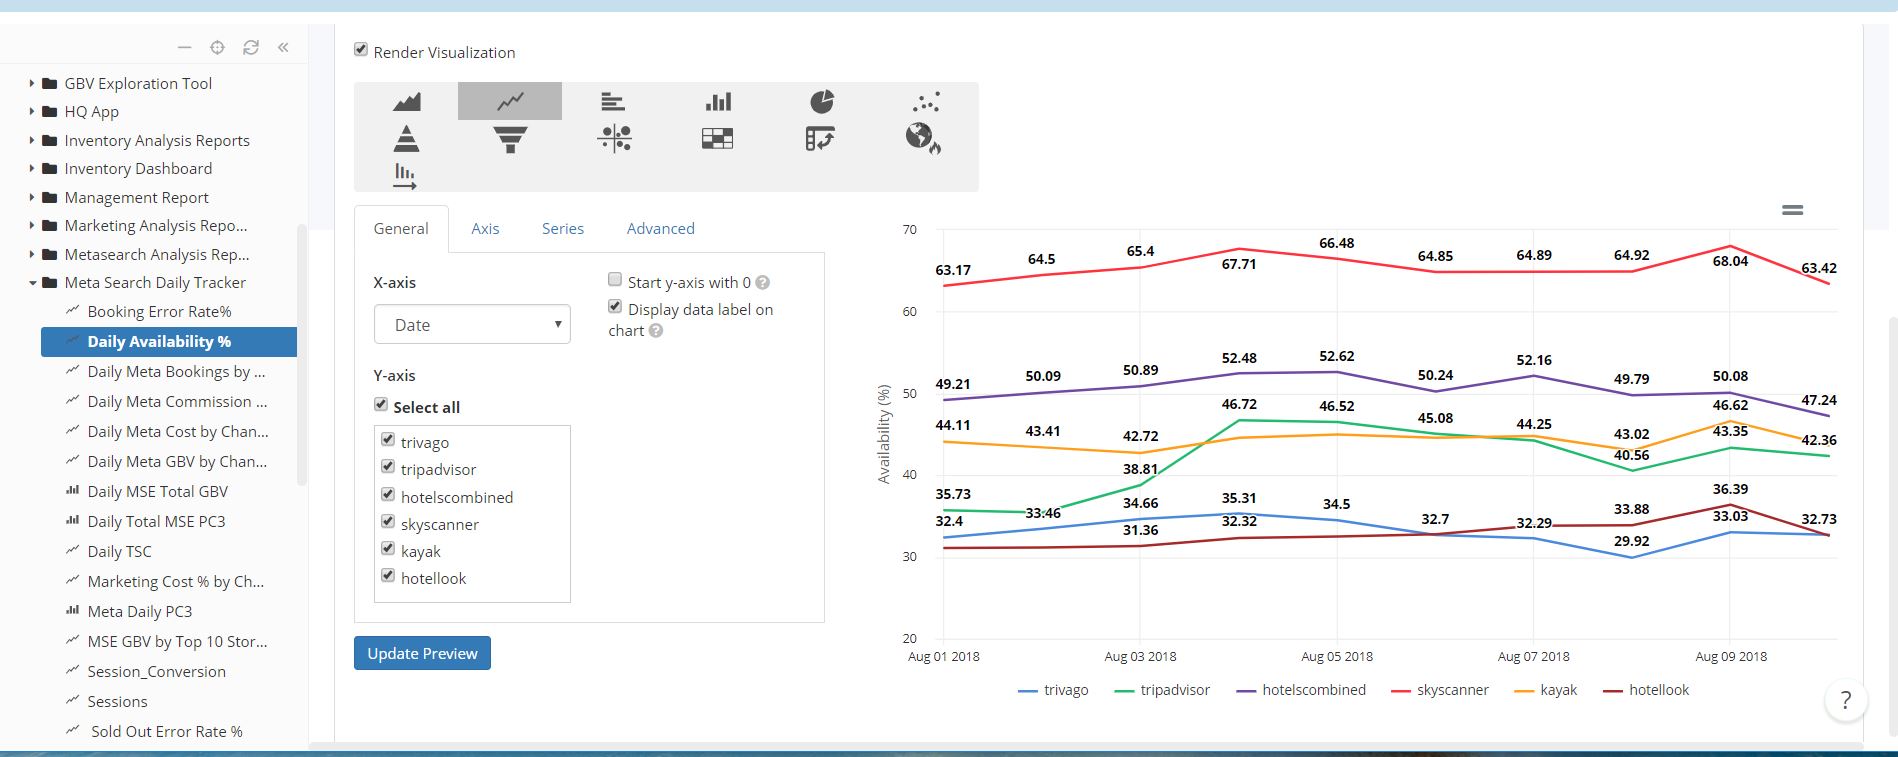 GBV Exploration Tool
HQ App
Inventory Analysis Reports
Inventory Dashboard
Management Report
Marketing Analysis Repo...
Metasearch Analysis Rep...
Meta Search Daily Tracker
Booking Error Rate%
Daily Availability %
Daily Meta Bookings by ...
Daily Meta Commission ...
Daily Meta Cost by Chan...
Daily Meta GBV by Chan...
Daily MSE Total GBV
Daily Total MSE PC3
Daily TSC
Marketing Cost % by Ch...
Meta Daily PC3
MSE GBV by Top 10 Stor...
Session_Conversion
Sessions
Sold Out Error Rate %
Render Visualization
General Axis Series Advanced
X-axis
Date
Y-axis
Select all
trivago
tripadvisor
hotelscombined
skyscanner
kayak
hotellook
Start y-axis with 0 ?
Display data label on
chart ?
Update Preview
Availability (%)
70
60
50
40
30
20
63.17 64.5 65.4 67.71 66.48 64.85 64.89 64.92 68.04 63.42
49.21 50.09 50.89 52.48 52.62 50.24 52.16 49.79 50.08 47.24
44.11 43.41 42.72 46.72 46.52 45.08 44.25 43.02 46.62 42.36
35.73 38.81 40.56 43.35
32.4 33.46 34.66 35.31 34.5 32.7 32.29 33.88 36.39 32.73
31.36 32.32 29.92 33.03
Aug 01 2018 Aug 03 2018 Aug 05 2018 Aug 07 2018 Aug 09 2018
trivago tripadvisor hotelscombined skyscanner kayak hotellook
?